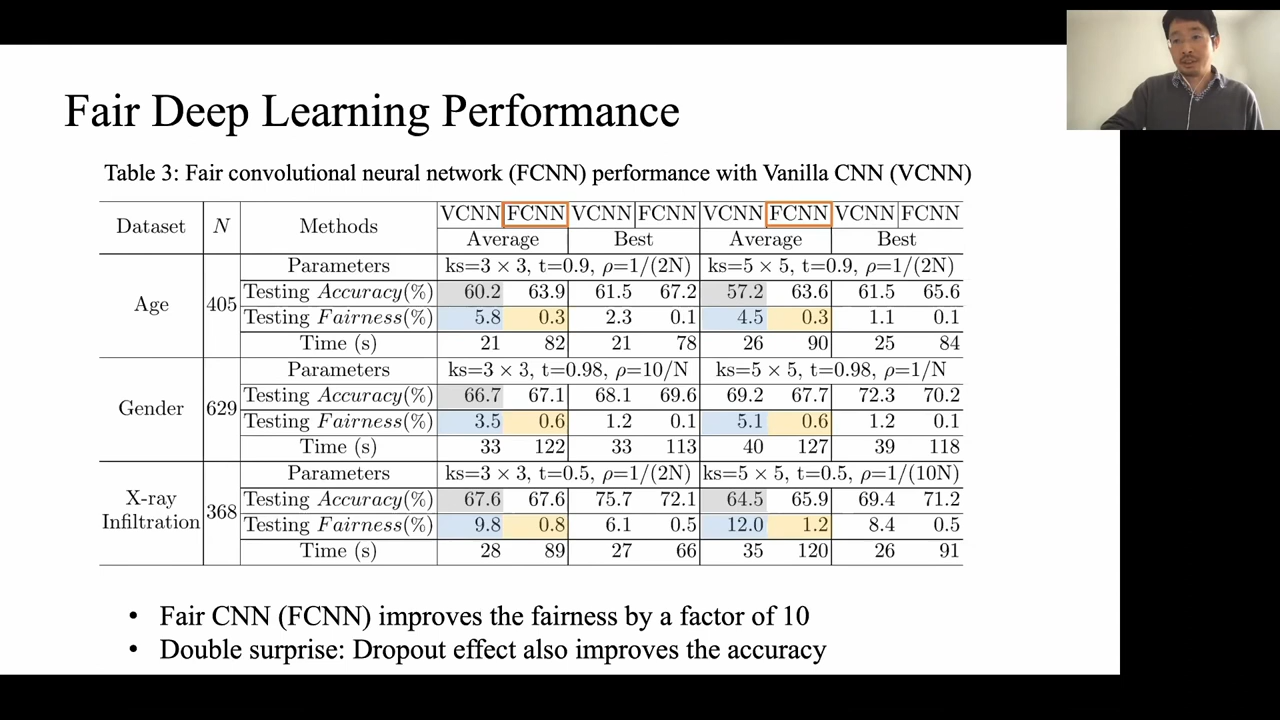 Fair Deep Learning Performance
Table 3: Fair convolutional neural network (FCNN) performance with Vanilla CNN (VCNN)
Dataset N Methods VCNN FCNN VCNN FCNN VCNN FCNN VCNN FCNN
Average Best Average Best
Age 405 Parameters ks=3 × 3, t=0.9, ρ=1/(2N) ks=5 × 5, t=0.9, ρ=1/(2N)
Testing Accuracy(%) 60.2 63.9 61.5 67.2 57.2 63.6 61.5 65.6
Testing Fairness(%) 5.8 0.3 2.3 0.1 4.5 0.3 1.1 0.1
Time (s) 21 82 21 78 26 90 25 84
Gender 629 Parameters ks=3 × 3, t=0.98, ρ=10/N ks=5 × 5, t=0.98, ρ=1/N
Testing Accuracy(%) 66.7 67.1 68.1 69.6 69.2 67.7 72.3 70.2
Testing Fairness(%) 3.5 0.6 1.2 0.1 5.1 0.6 1.2 0.1
Time (s) 33 122 33 113 40 127 39 118
X-ray Infiltration 368 Parameters ks=3 × 3, t=0.5, ρ=1/(2N) ks=5 × 5, t=0.5, ρ=1/(10N)
Testing Accuracy(%) 67.6 67.6 75.7 72.1 64.5 65.9 69.4 71.2
Testing Fairness(%) 9.8 0.8 6.1 0.5 12.0 1.2 8.4 0.5
Time (s) 28 89 27 66 35 120 26 91
• Fair CNN (FCNN) improves the fairness by a factor of 10
• Double surprise: Dropout effect also improves the accuracy